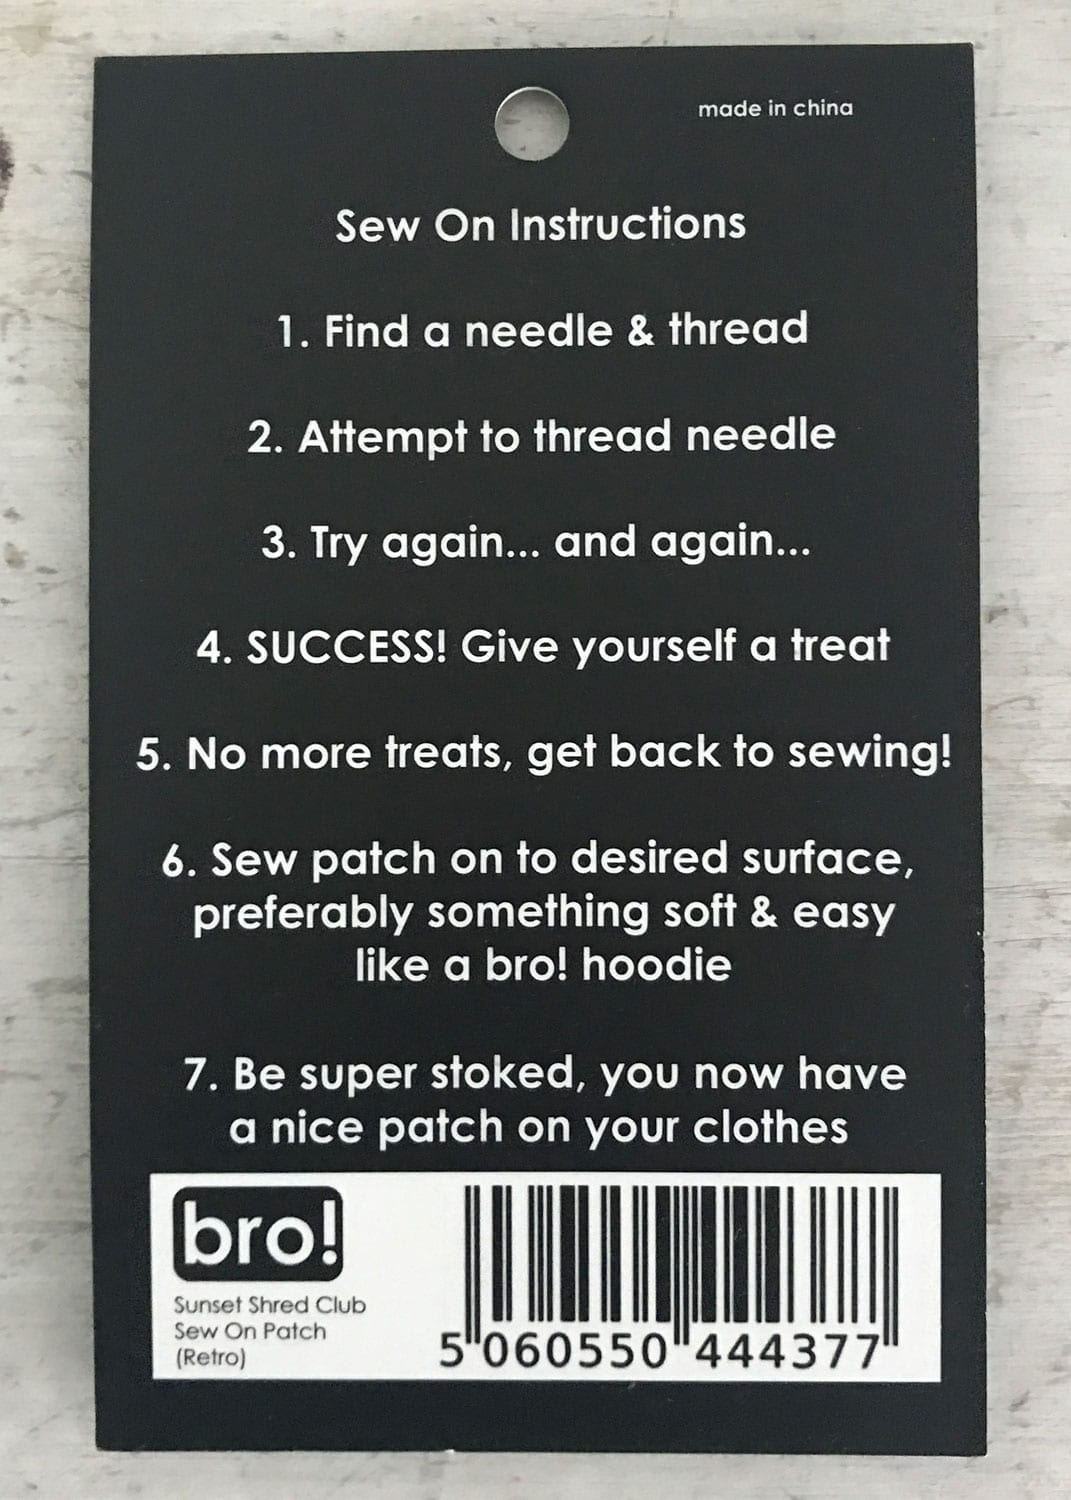 made in china
Sew On Instructions
1. Find a needle & thread
2. Attempt to thread needle
3. Try again... and again...
4. SUCCESS! Give yourself a treat
5. No more treats, get back to sewing!
6. Sew patch on to desired surface,
preferably something soft & easy
like a bro! hoodie
7. Be super stoked, you now have
a nice patch on your clothes
bro!
Sunset Shred Club
Sew On Patch
(Retro)
5 060550 444377